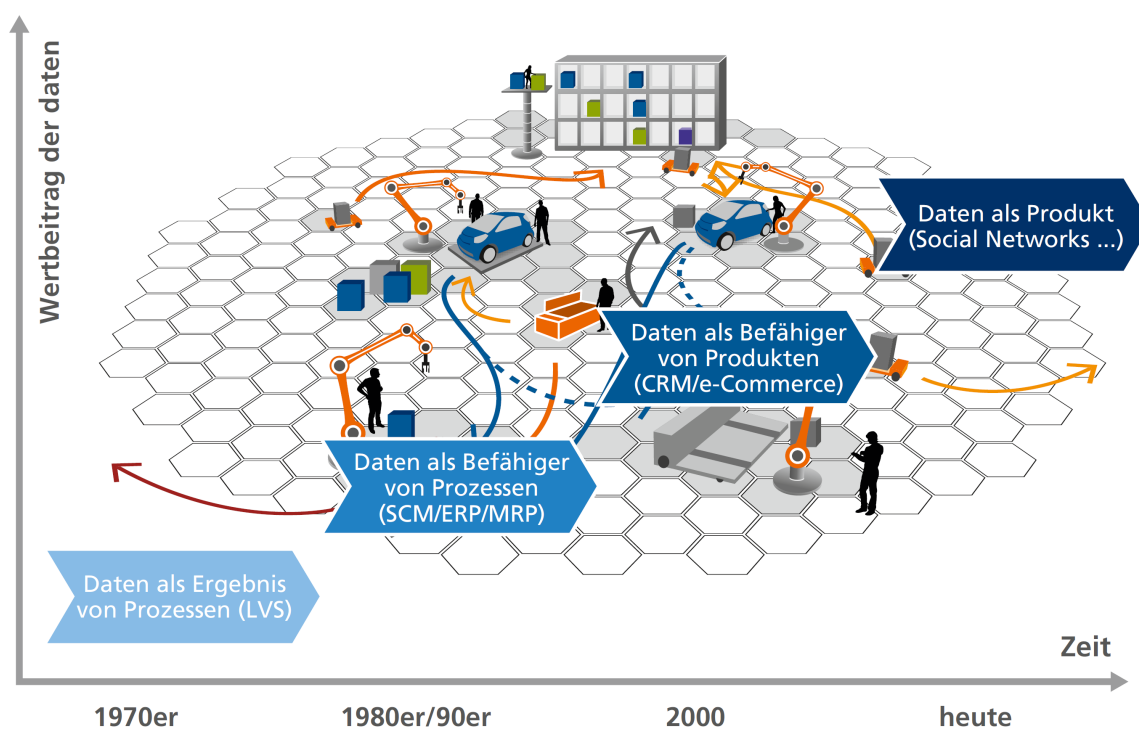 Wertbeitrag der daten
Daten als Produkt
(Social Networks ...)
Daten als Befähiger
von Produkten
(CRM/e-Commerce)
Daten als Befähiger
von Prozessen
(SCM/ERP/MRP)
Daten als Ergebnis
von Prozessen (LVS)
Zeit
1970er
1980er/90er
2000
heute